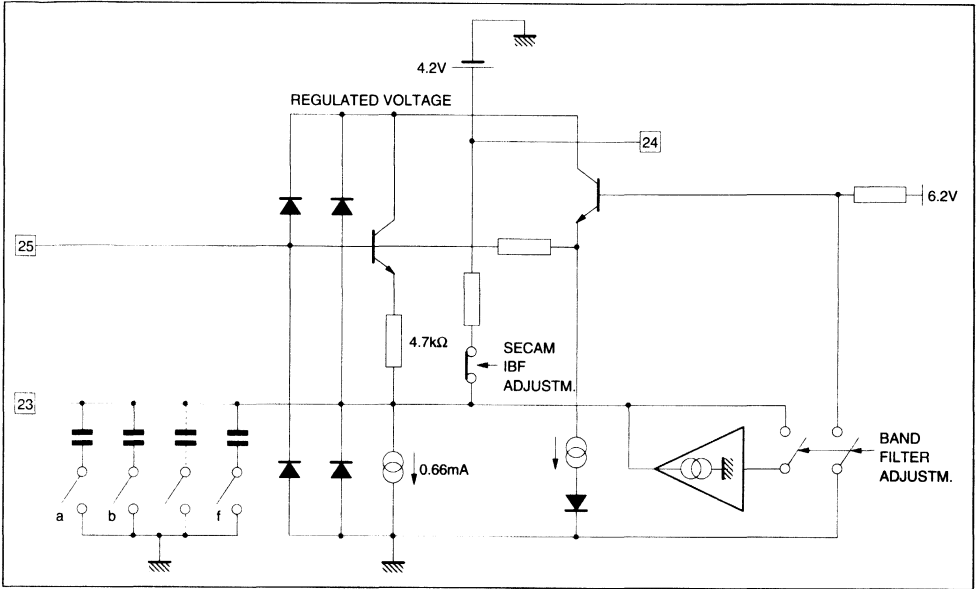 4.2V
REGULATED VOLTAGE
24
6.2V
25
4.7kΩ
SECAM
IBF
ADJUSTM.
23
0.66mA
BAND
FILTER
ADJUSTM.
a b f